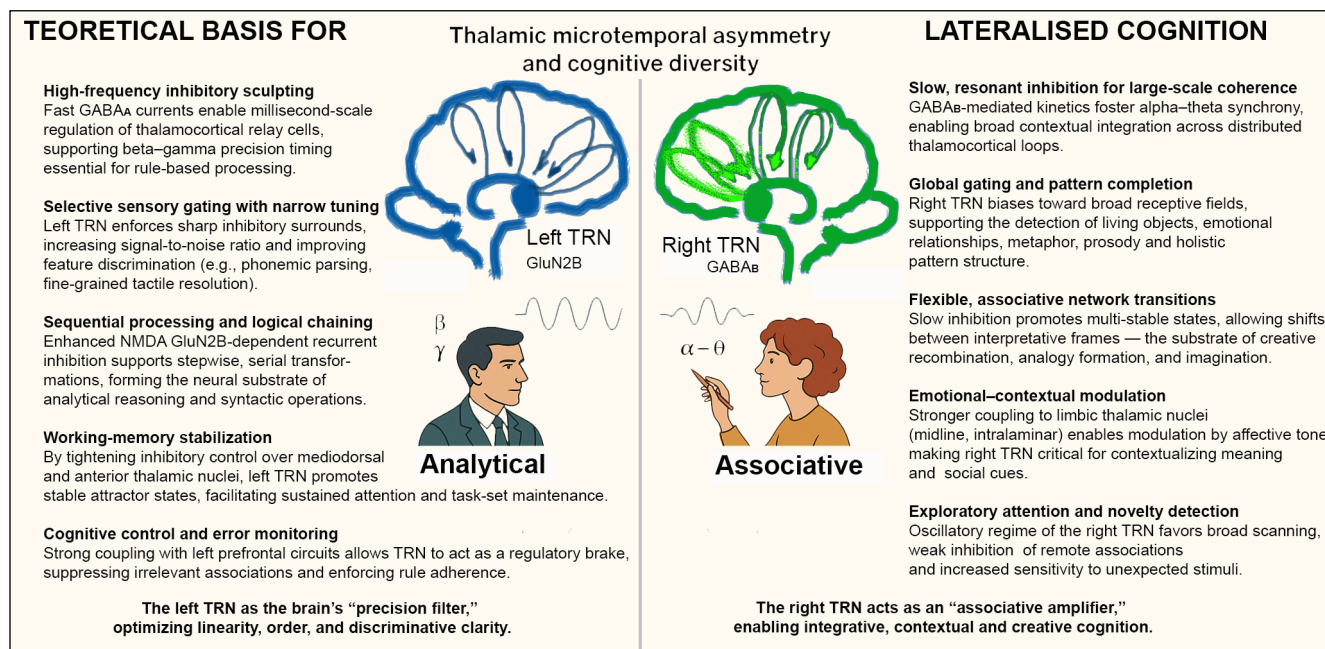 TEORETICAL BASIS FOR
Thalamic microtemporal asymmetry
and cognitive diversity
LATERALISED COGNITION
High-frequency inhibitory sculpting
Fast GABAᴀ currents enable millisecond-scale
regulation of thalamocortical relay cells,
supporting beta–gamma precision timing
essential for rule-based processing.
Selective sensory gating with narrow tuning
Left TRN enforces sharp inhibitory surrounds,
increasing signal-to-noise ratio and improving
feature discrimination (e.g., phonemic parsing,
fine-grained tactile resolution).
Sequential processing and logical chaining
Enhanced NMDA GluN2B-dependent recurrent
inhibition supports stepwise, serial transfor-
mations, forming the neural substrate of
analytical reasoning and syntactic operations.
Working-memory stabilization
By tightening inhibitory control over mediodorsal
and anterior thalamic nuclei, left TRN promotes
stable attractor states, facilitating sustained attention and task-set maintenance.
Cognitive control and error monitoring
Strong coupling with left prefrontal circuits allows TRN to act as a regulatory brake,
suppressing irrelevant associations and enforcing rule adherence.
The left TRN as the brain's “precision filter,”
optimizing linearity, order, and discriminative clarity.
Left TRN
GluN2B
β
γ
Analytical
Right TRN
GABAʙ
α – θ
Associative
Slow, resonant inhibition for large-scale coherence
GABAʙ-mediated kinetics foster alpha–theta synchrony,
enabling broad contextual integration across distributed
thalamocortical loops.
Global gating and pattern completion
Right TRN biases toward broad receptive fields,
supporting the detection of living objects, emotional
relationships, metaphor, prosody and holistic
pattern structure.
Flexible, associative network transitions
Slow inhibition promotes multi-stable states, allowing shifts
between interpretative frames — the substrate of creative
recombination, analogy formation, and imagination.
Emotional–contextual modulation
Stronger coupling to limbic thalamic nuclei
(midline, intralaminar) enables modulation by affective tone
making right TRN critical for contextualizing meaning
and social cues.
Exploratory attention and novelty detection
Oscillatory regime of the right TRN favors broad scanning,
weak inhibition of remote associations
and increased sensitivity to unexpected stimuli.
The right TRN acts as an “associative amplifier,”
enabling integrative, contextual and creative cognition.